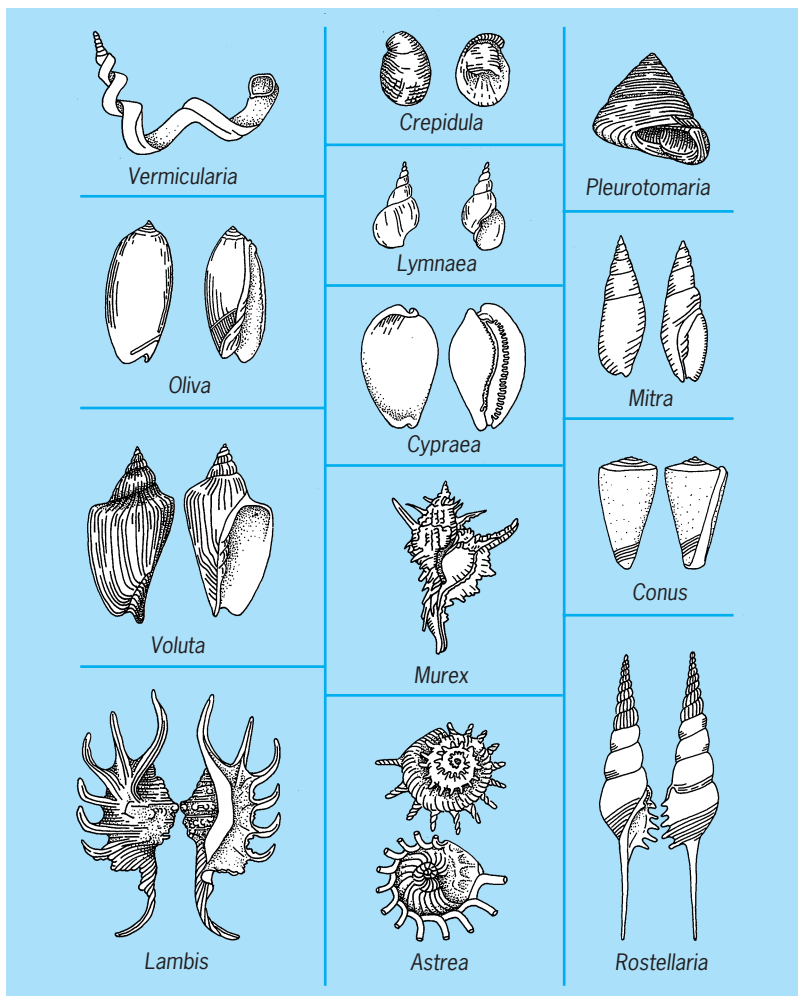 Vermicularia
Oliva
Voluta
Lambis
Crepidula
Lymnaea
Cypraea
Murex
Astrea
Pleurotomaria
Mitra
Conus
Rostellaria